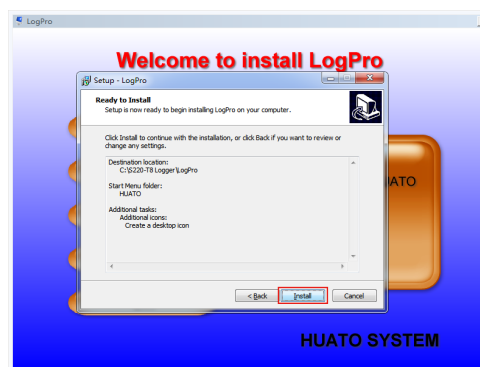 LogPro
Welcome to install LogPro
Setup - LogPro
Ready to Install
Setup is now ready to begin installing LogPro on your computer.
Click Install to continue with the installation, or click Back if you want to review or
change any settings.
Destination location:
C:\S220-T8 Logger\LogPro
Start Menu folder:
HUATO
Additional tasks:
Additional icons:
Create a desktop icon
< Back
Install
Cancel
ATO
HUATO SYSTEM